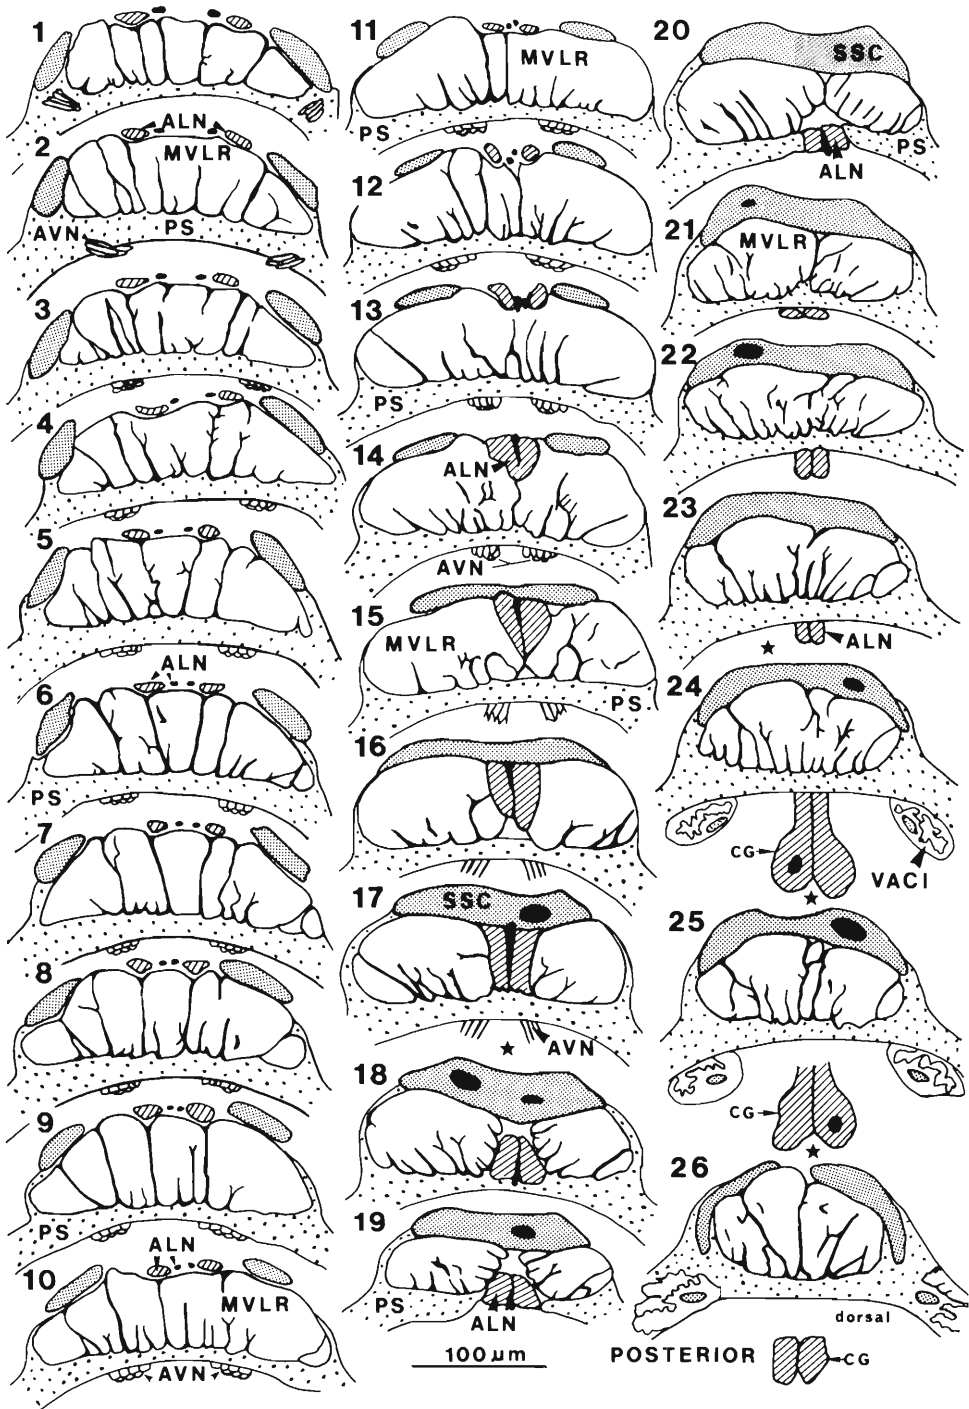 1
ALN
2
MVLR
AVN
PS
3
4
5
ALN
6
PS
7
8
9
PS
ALN
10
MVLR
AVN
11
MVLR
PS
12
13
PS
14
ALN
AVN
15
MVLR
PS
16
17
SSC
AVN
18
19
PS
ALN
100 µm
20
SSC
PS
ALN
21
MVLR
22
23
ALN
24
CG
VACI
25
CG
26
dorsal
POSTERIOR
CG